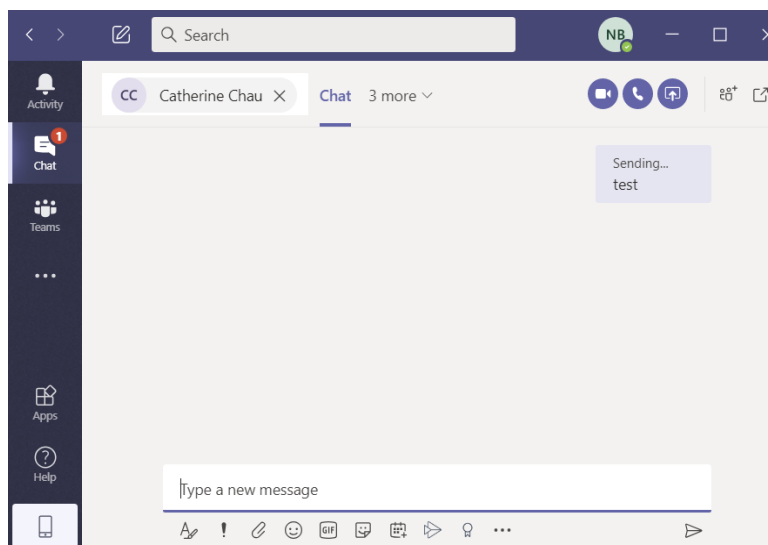 Search
NB
Activity
CC Catherine Chau Chat 3 more
1
Chat
Sending...
test
Teams
Apps
Help
Type a new message
GIF